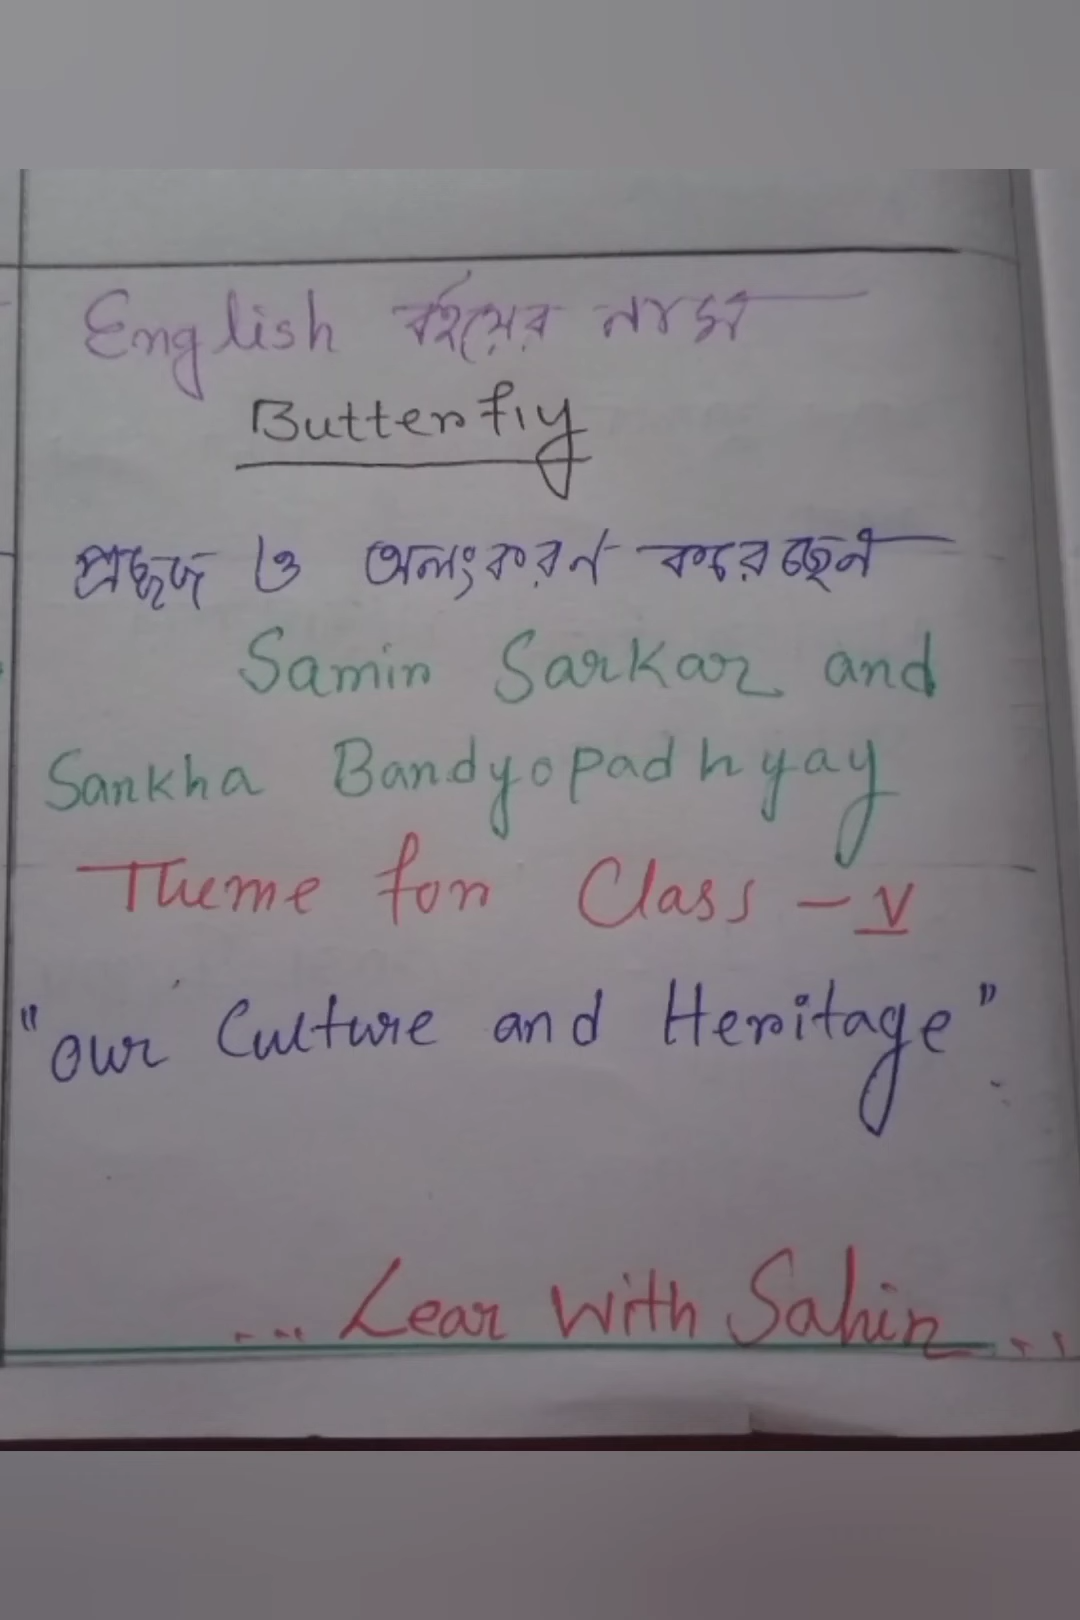 English বইয়ের নাম
Butterfly
প্রচ্ছদ ও অলংকরণ করেছেন
Samin Sarkar and
Sankha Bandyopadhyay
Theme for Class - V
"our Culture and Heritage"
... Lear with Sahin ...